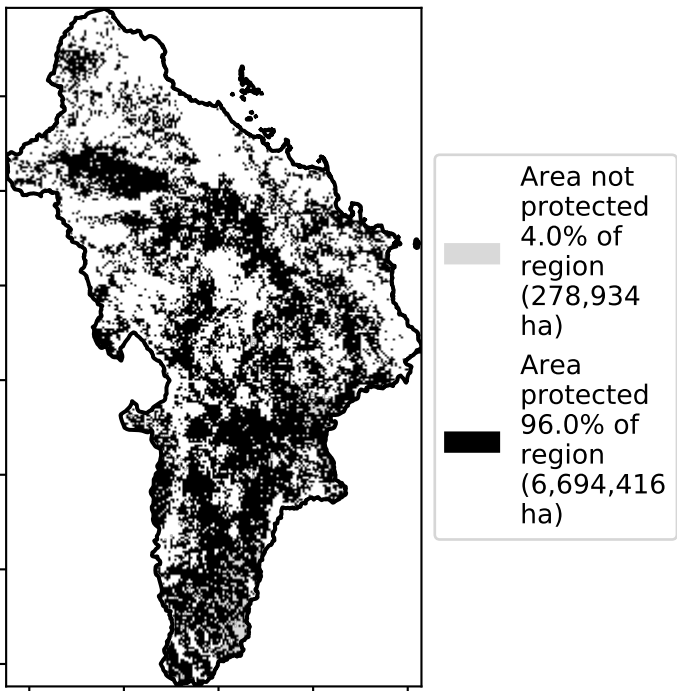 Area not
protected
4.0% of
region
(278,934
ha)
Area
protected
96.0% of
region
(6,694,416
ha)